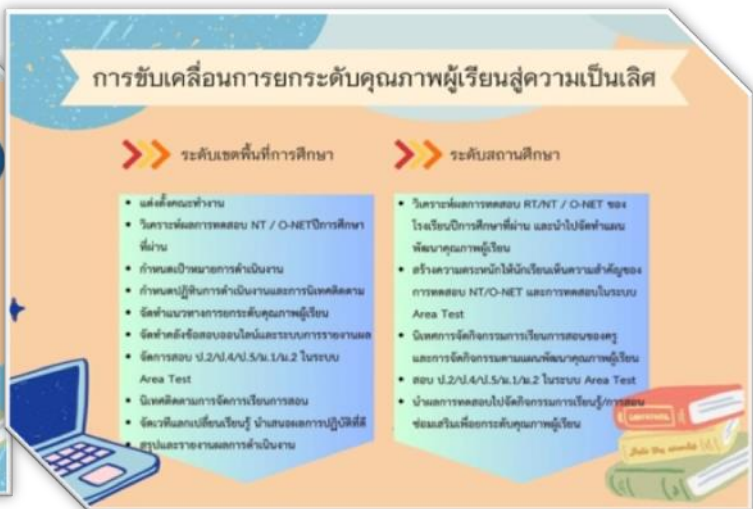 การขับเคลื่อนการยกระดับคุณภาพผู้เรียนสู่ความเป็นเลิศ
ระดับเขตพื้นที่การศึกษา
• แต่งตั้งคณะทำงาน
• วิเคราะห์ผลการทดสอบ NT / O-NETปีการศึกษา
ที่ผ่าน
• กำหนดเป้าหมายการดำเนินงาน
• กำหนดปฏิทินการดำเนินงานและการนิเทศติดตาม
• จัดทำแนวทางการยกระดับคุณภาพผู้เรียน
• จัดทำคลังข้อสอบออนไลน์และระบบการรายงานผล
• จัดการสอบ ป.2/ป.4/ป.5/ม.1/ม.2 ในระบบ
Area Test
• นิเทศติดตามการจัดการเรียนการสอน
• จัดเวทีแลกเปลี่ยนเรียนรู้ นำเสนอผลการปฏิบัติที่ดี
• สรุปและรายงานผลการดำเนินงาน
ระดับสถานศึกษา
• วิเคราะห์ผลการทดสอบ RT/NT / O-NET ของ
โรงเรียนปีการศึกษาที่ผ่าน และนำไปจัดทำแผน
พัฒนาคุณภาพผู้เรียน
• สร้างความตระหนักให้นักเรียนเห็นความสำคัญของ
การทดสอบ NT/O-NET และการทดสอบในระบบ
Area Test
• นิเทศการจัดกิจกรรมการเรียนการสอนของครู
และการจัดกิจกรรมตามแผนพัฒนาคุณภาพผู้เรียน
• สอบ ป.2/ป.4/ป.5/ม.1/ม.2 ในระบบ Area Test
• นำผลการทดสอบไปจัดกิจกรรมการเรียนรู้/การสอน
ซ่อมเสริมเพื่อยกระดับคุณภาพผู้เรียน